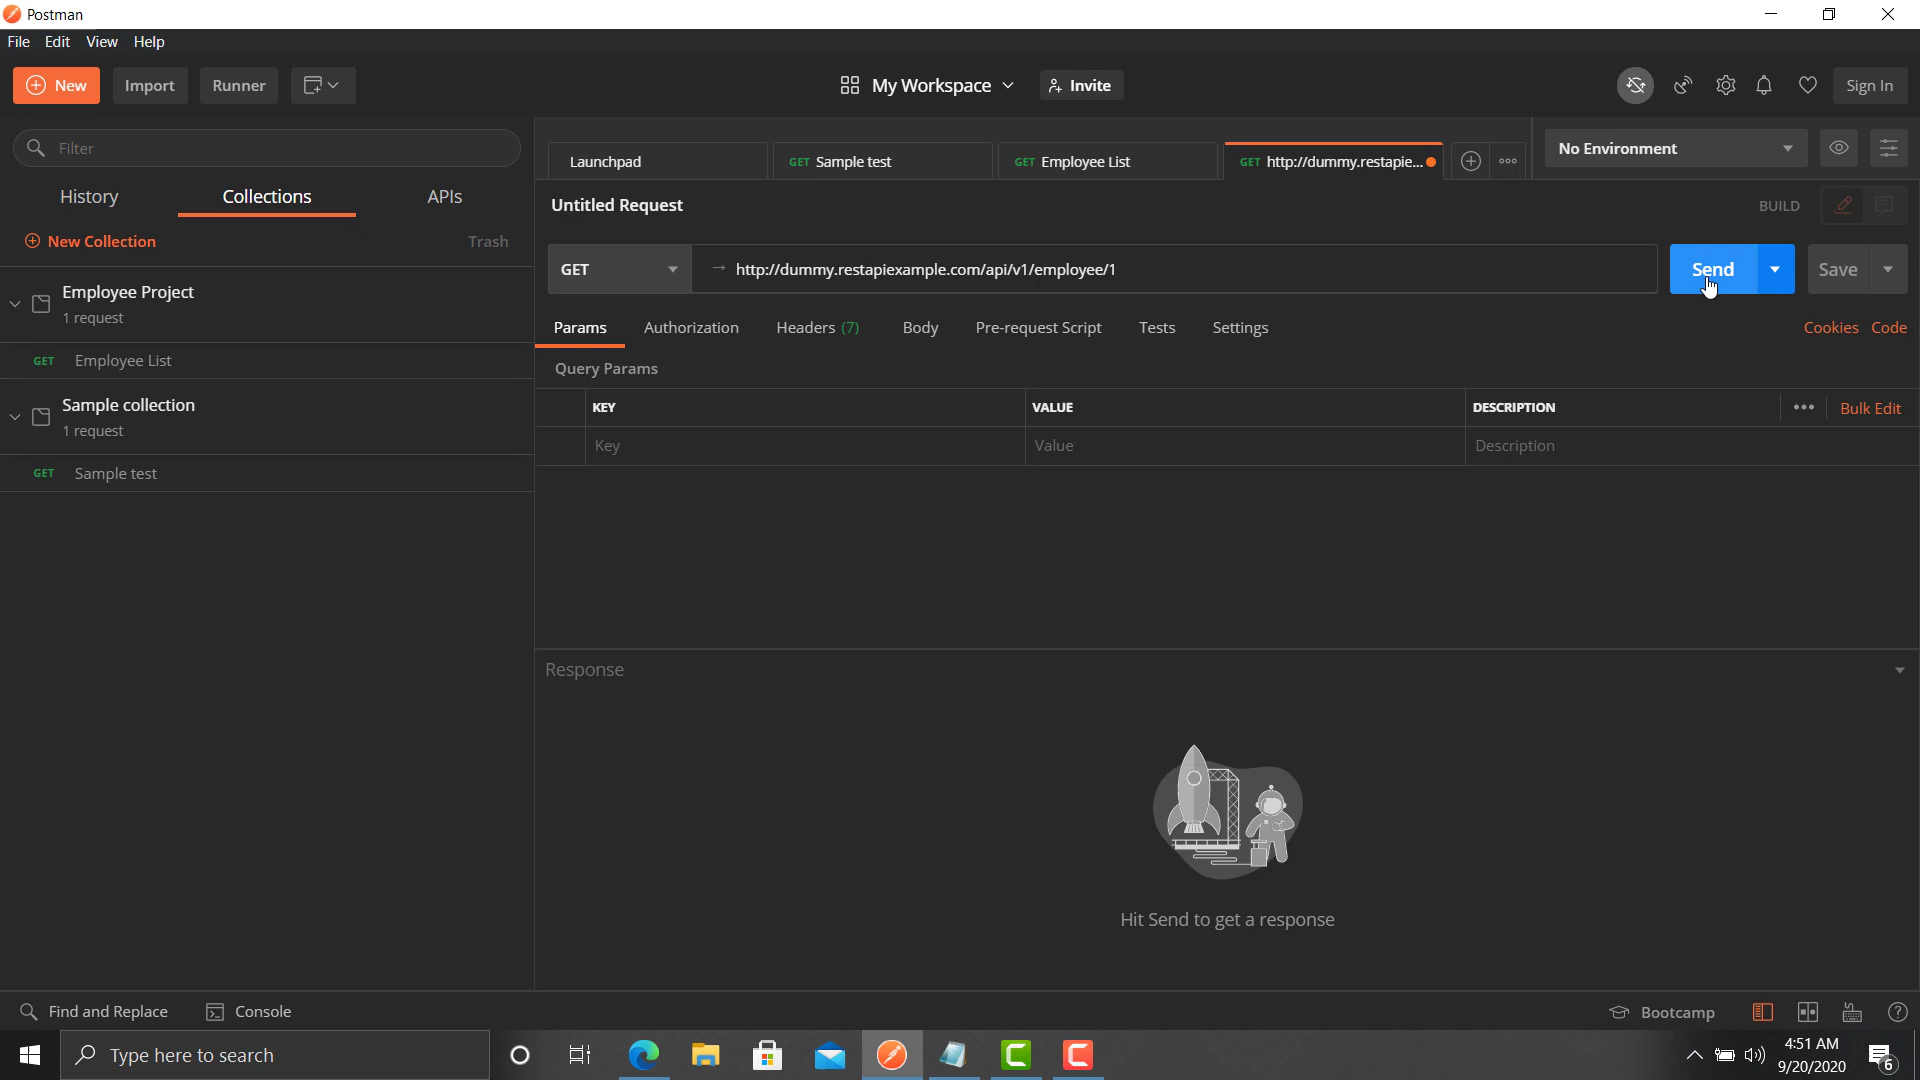 Postman
File Edit View Help
New Import Runner My Workspace Invite Sign In
Filter
Launchpad GET Sample test GET Employee List GET http://dummy.restapie... No Environment
History Collections APIs
Untitled Request BUILD
New Collection Trash
GET → http://dummy.restapiexample.com/api/v1/employee/1 Send Save
Employee Project
1 request
Params Authorization Headers (7) Body Pre-request Script Tests Settings Cookies Code
GET Employee List
Query Params
KEY VALUE DESCRIPTION ••• Bulk Edit
Sample collection
1 request
Key Value Description
GET Sample test
Response
Hit Send to get a response
Find and Replace Console Bootcamp
Type here to search
4:51 AM
9/20/2020
6